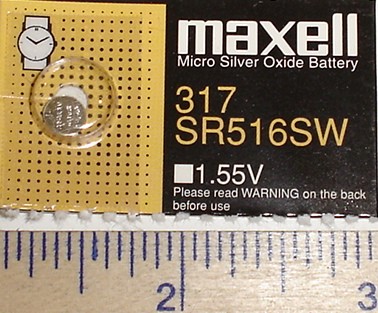 maxell
Micro Silver Oxide Battery
317
SR516SW
1.55V
Please read WARNING on the back
before use
2
3